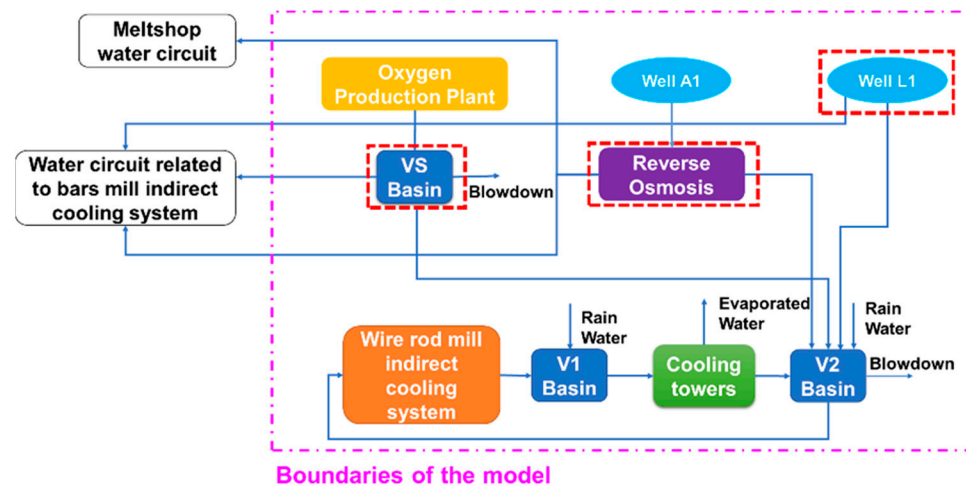 Meltshop
water circuit
Oxygen
Production Plant
Well A1
Well L1
Water circuit related
to bars mill indirect
cooling system
VS
Basin
Blowdown
Reverse
Osmosis
Wire rod mill
indirect
cooling
system
Rain
Water
V1
Basin
Evaporated
Water
Cooling
towers
Rain
Water
V2
Basin
Blowdown
Boundaries of the model